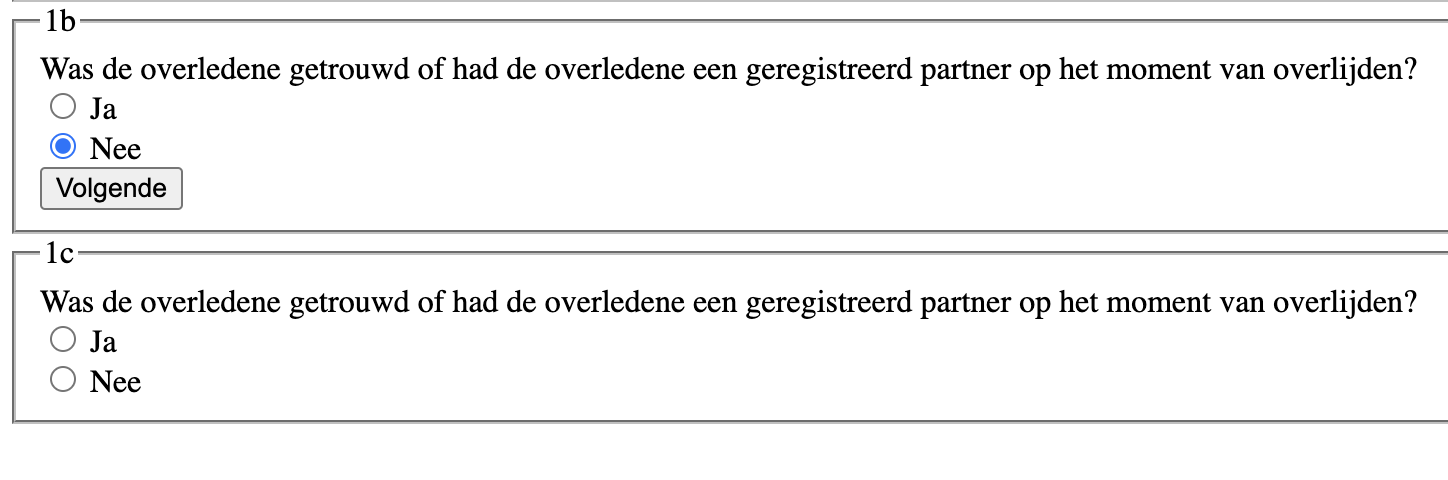 1b
Was de overledene getrouwd of had de overledene een geregistreerd partner op het moment van overlijden?
Ja
Nee
Volgende
1c
Was de overledene getrouwd of had de overledene een geregistreerd partner op het moment van overlijden?
Ja
Nee